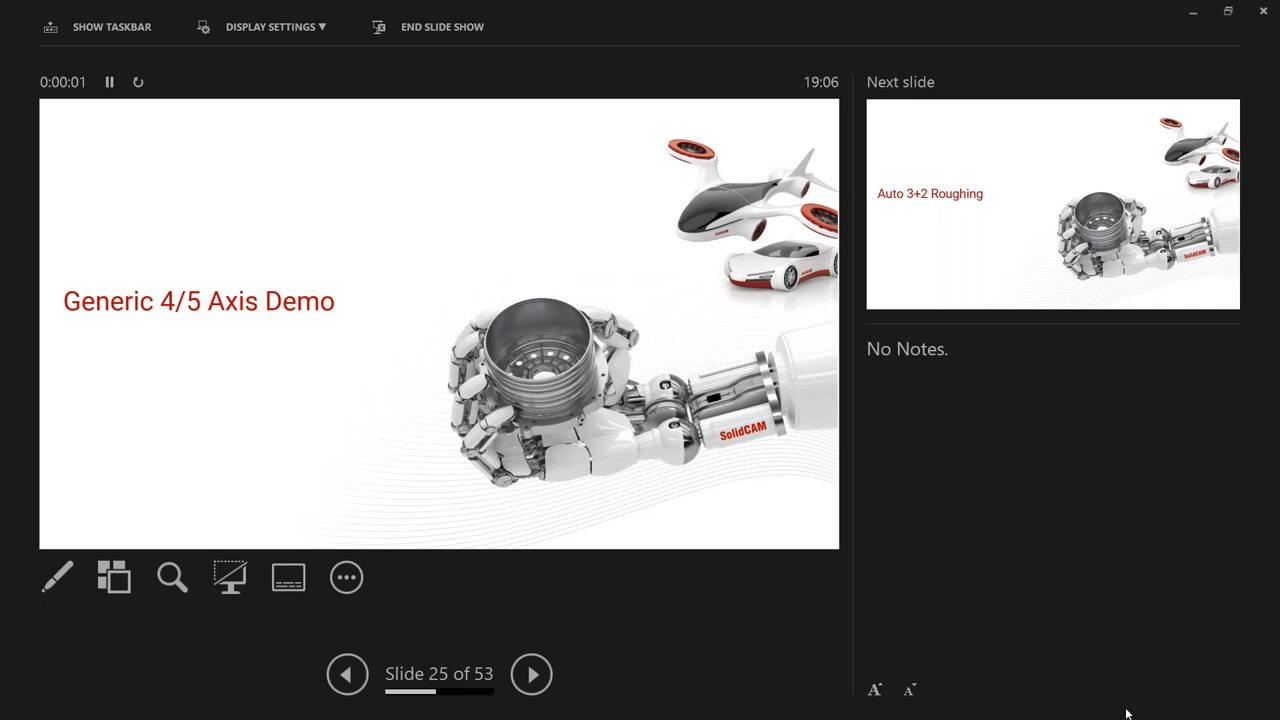 SHOW TASKBAR
DISPLAY SETTINGS ▼
END SLIDE SHOW
0:00:01
19:06
Generic 4/5 Axis Demo
SolidCAM
Slide 25 of 53
Next slide
Auto 3+2 Roughing
SolidCAM
No Notes.
A A